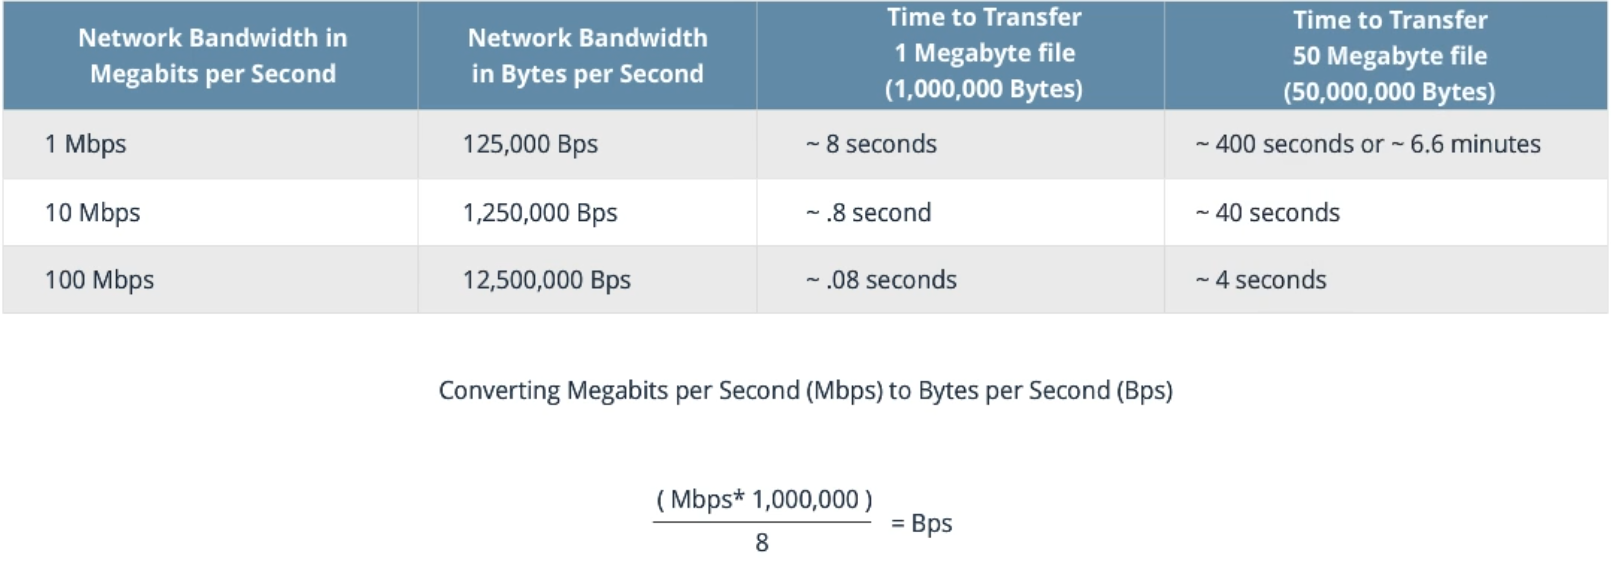 Network Bandwidth in
Megabits per Second
Network Bandwidth
in Bytes per Second
Time to Transfer
1 Megabyte file
(1,000,000 Bytes)
Time to Transfer
50 Megabyte file
(50,000,000 Bytes)
1 Mbps
125,000 Bps
~ 8 seconds
~ 400 seconds or ~ 6.6 minutes
10 Mbps
1,250,000 Bps
~ .8 second
~ 40 seconds
100 Mbps
12,500,000 Bps
~ .08 seconds
~ 4 seconds
Converting Megabits per Second (Mbps) to Bytes per Second (Bps)
( Mbps* 1,000,000 )
8
= Bps